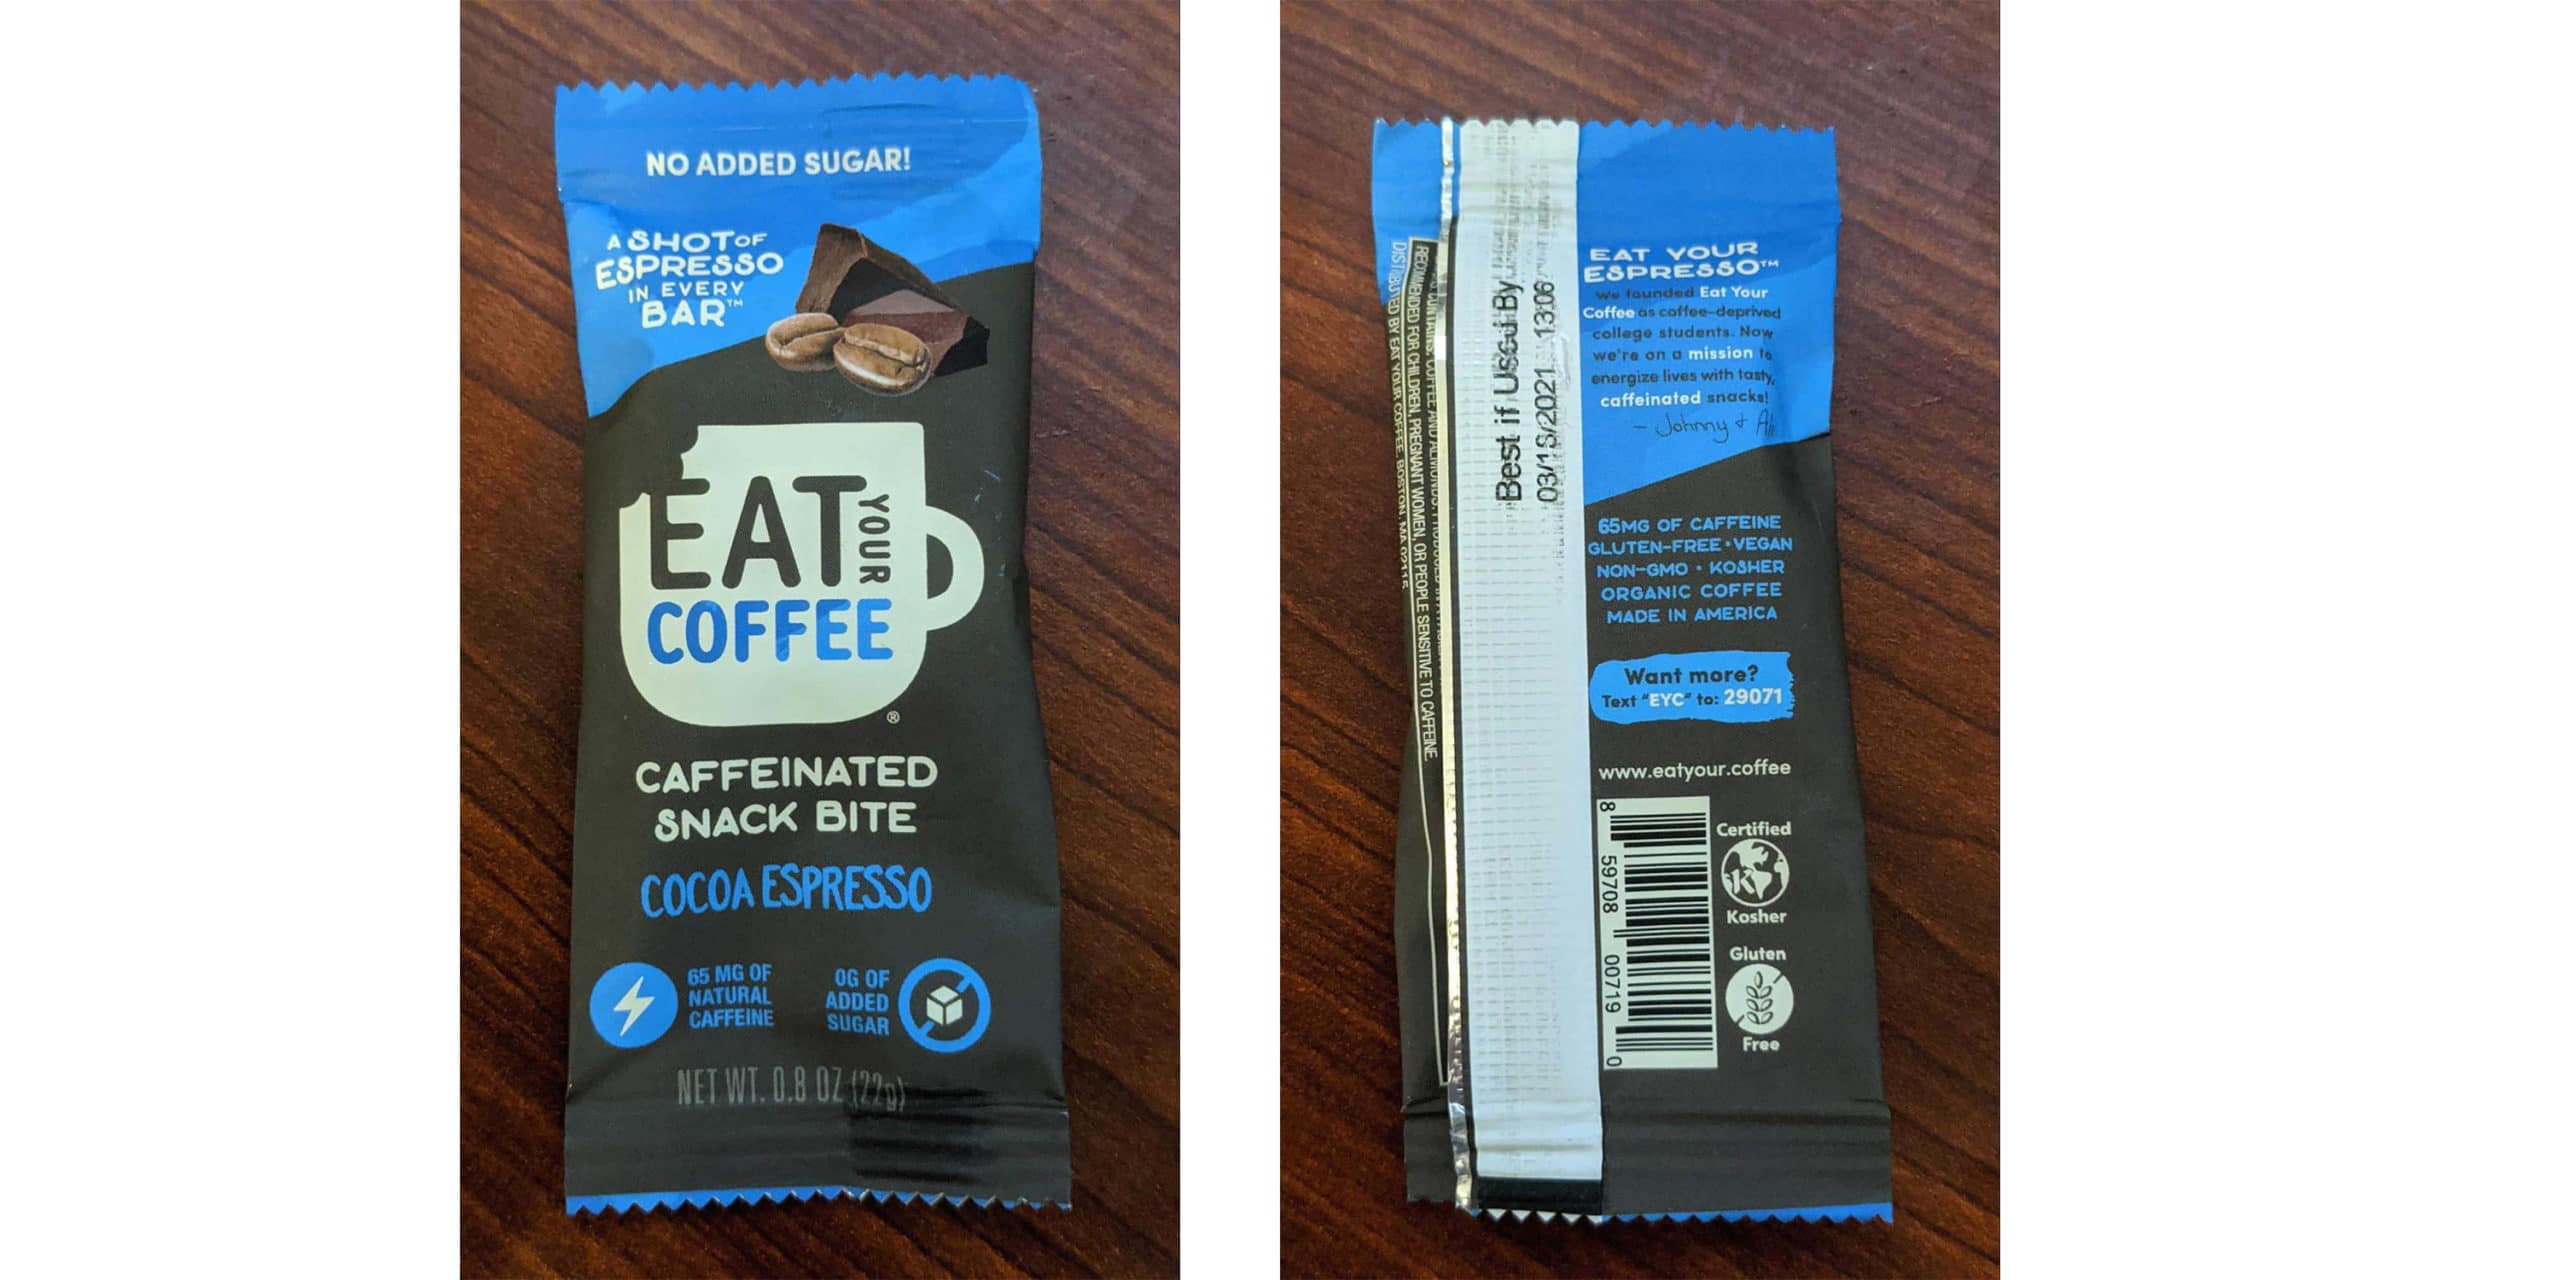 NO ADDED SUGAR!
A SHOT OF
ESPRESSO
IN EVERY
BAR™
EAT
YOUR
COFFEE
®
CAFFEINATED
SNACK BITE
COCOA ESPRESSO
65 MG OF
NATURAL
CAFFEINE
0G OF
ADDED
SUGAR
NET WT. 0.8 OZ (22g)
DISTRIBUTED BY EAT YOUR COFFEE, BOSTON, MA 02115
RECOMMENDED FOR CHILDREN, PREGNANT WOMEN, OR PEOPLE SENSITIVE TO CAFFEINE.
CONTAINS: COFFEE AND ALMONDS.
Best if Used By
03/13/2021 13:06
EAT YOUR
ESPRESSO™
We founded Eat Your
Coffee as coffee-deprived
college students. Now
we're on a mission to
energize lives with tasty,
caffeinated snacks!
- Johnny + Ali
65MG OF CAFFEINE
GLUTEN-FREE • VEGAN
NON-GMO • KOSHER
ORGANIC COFFEE
MADE IN AMERICA
Want more?
Text "EYC" to: 29071
www.eatyour.coffee
8 59708 00719 0
Certified
K
Kosher
Gluten
Free